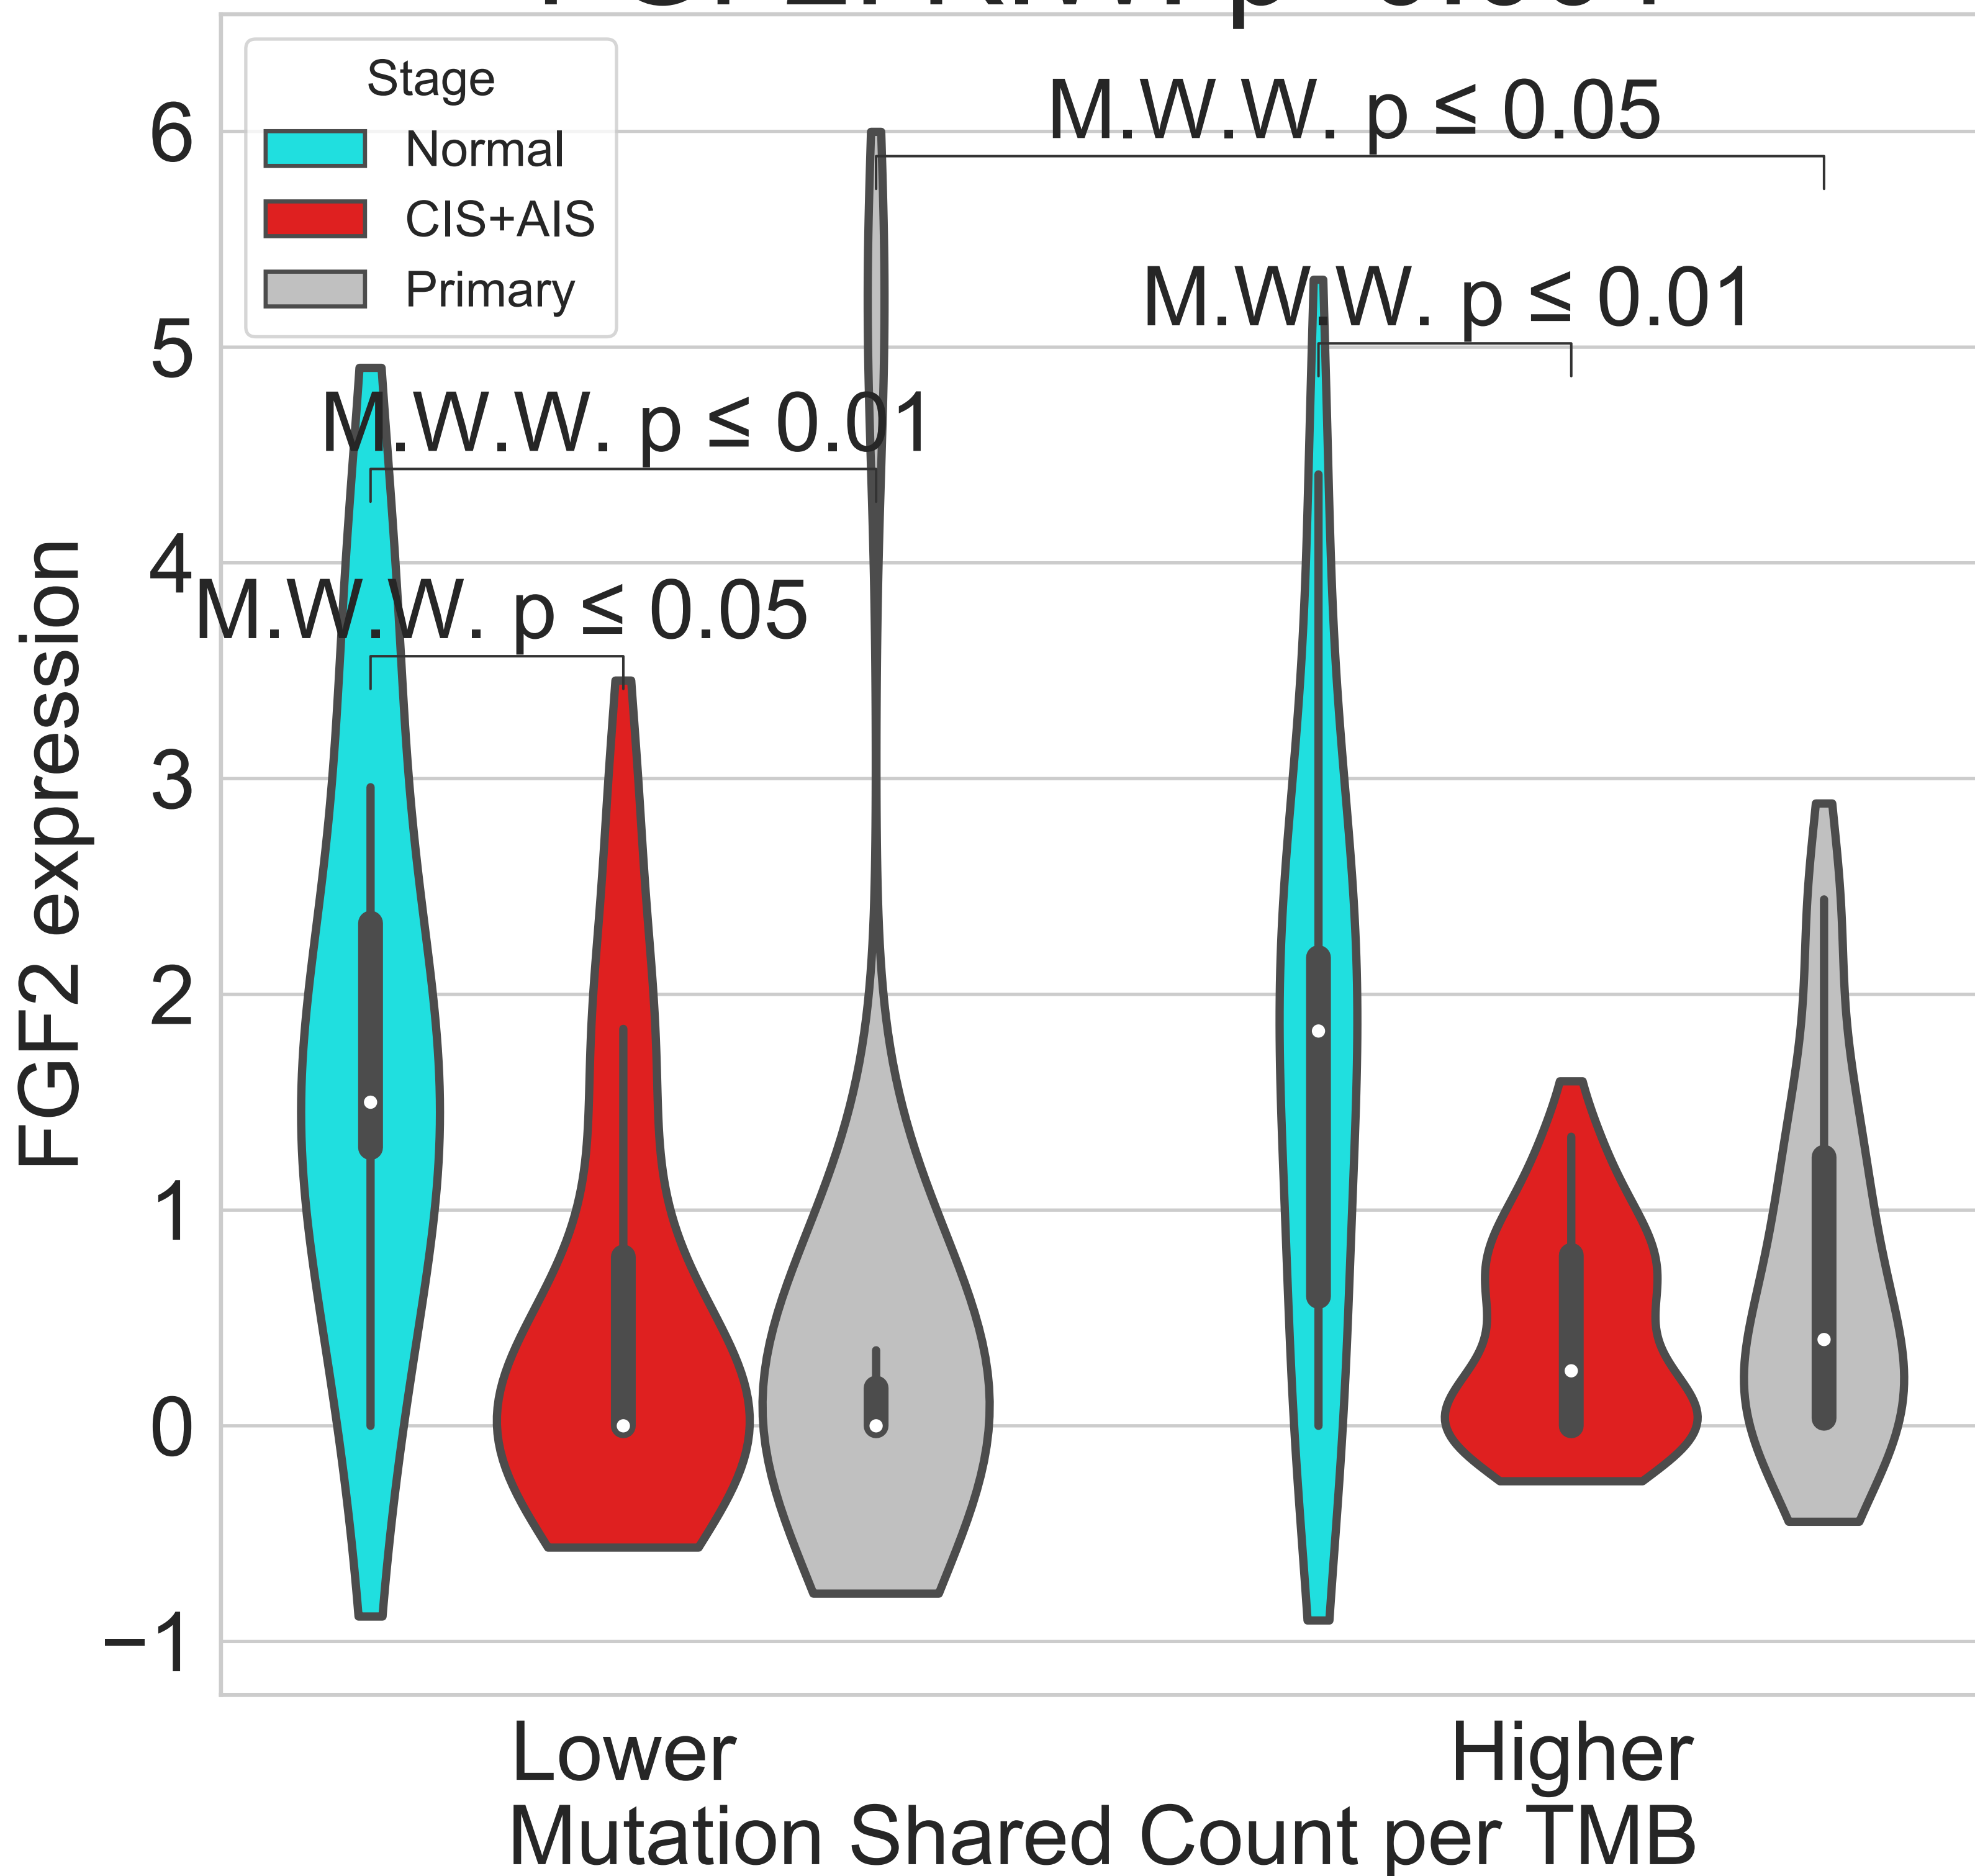 Stage
Normal
CIS+AIS
Primary
M.W.W. p ≤ 0.05
M.W.W. p ≤ 0.01
M.W.W. p ≤ 0.01
M.W.W. p ≤ 0.05
6
5
4
3
2
1
0
−1
FGF2 expression
Lower
Higher
Mutation Shared Count per TMB